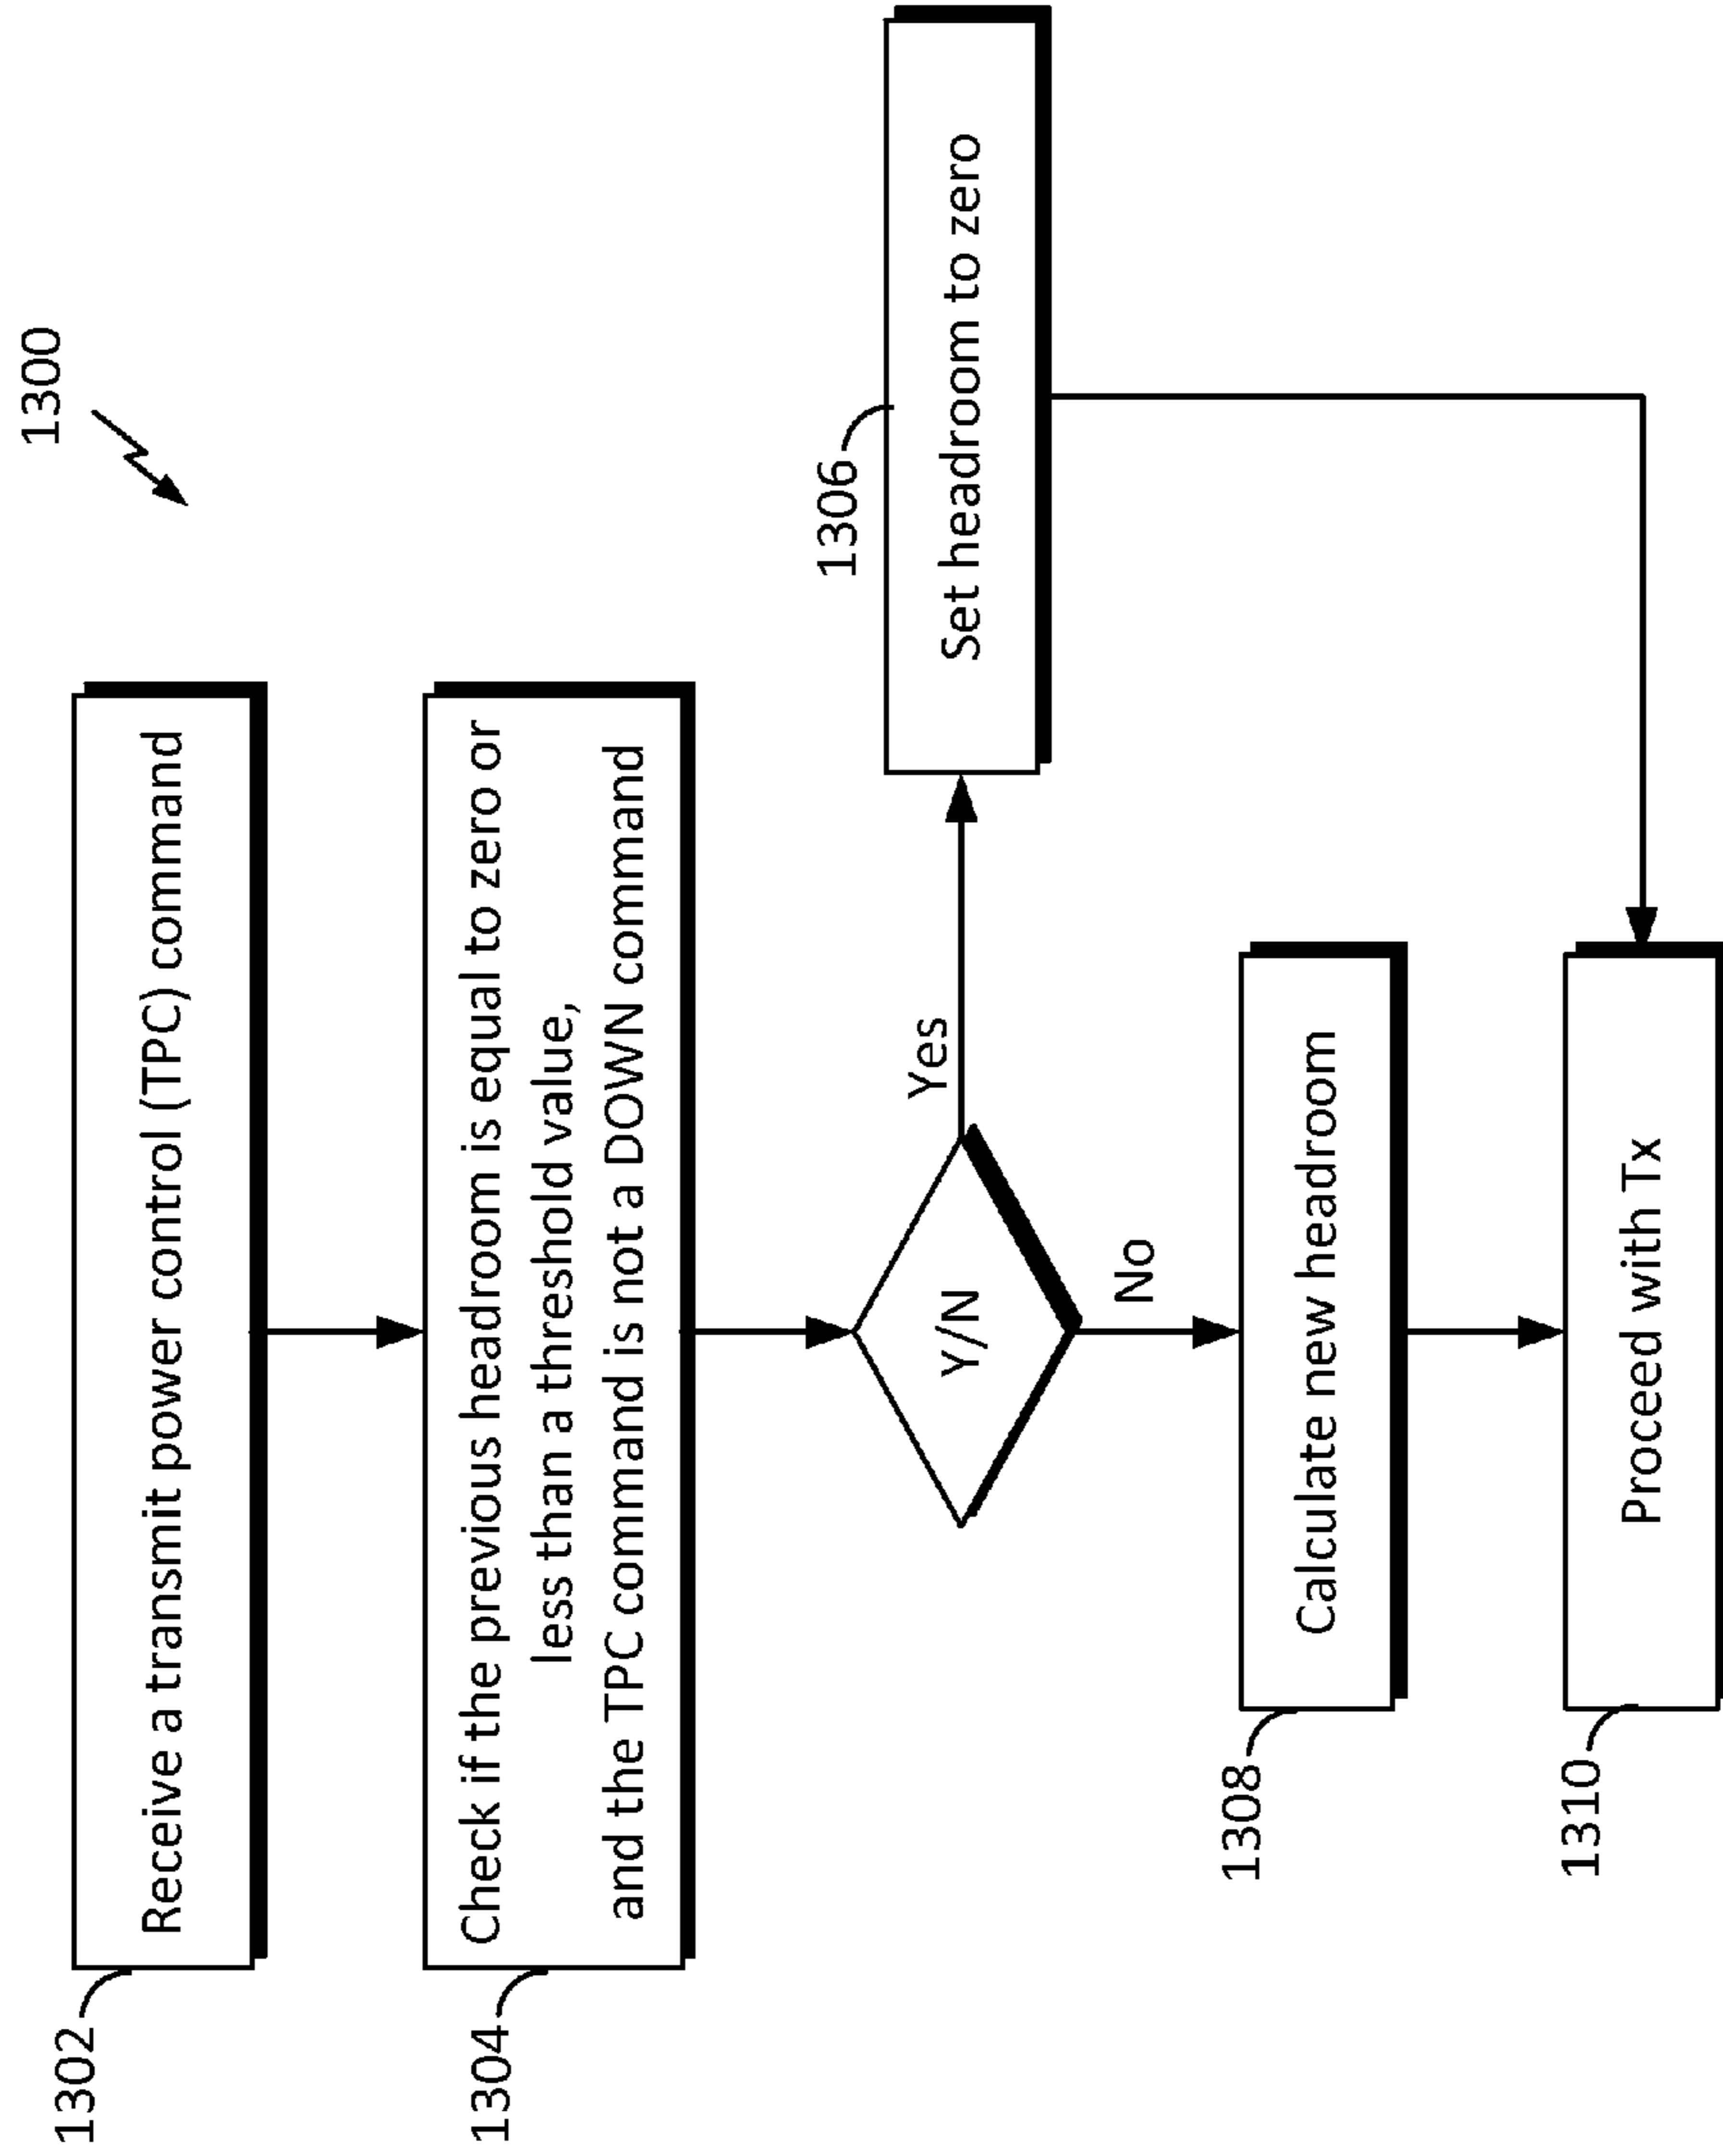 1300
1302
Receive a transmit power control (TPC) command
1304
Check if the previous headroom is equal to zero or
less than a threshold value,
and the TPC command is not a DOWN command
Y/N
Yes
1306
Set headroom to zero
No
1308
Calculate new headroom
1310
Proceed with Tx